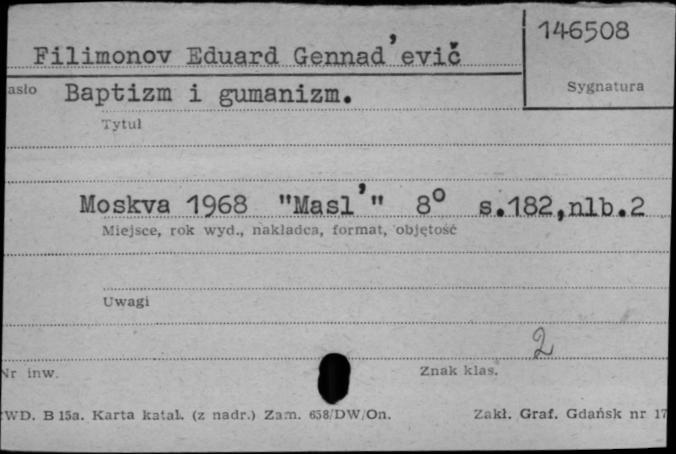 146508
Filimonov Eduard Gennad'evič
Sygnatura
asło Baptizm i gumanizm.
Tytuł
Moskva 1968 "Masl'" 8° s.182,nlb.2
Miejsce, rok wyd., nakładca, format, objętość
Uwagi
2
Nr inw. Znak klas.
WD. B 15a. Karta katal. (z nadr.) Zam. 658/DW/On. Zakł. Graf. Gdańsk nr 17